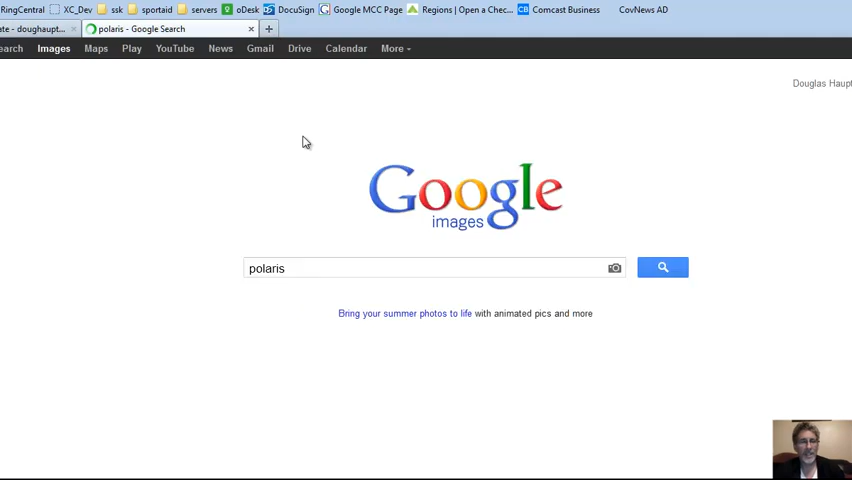 RingCentral XC_Dev ssk sportaid servers oDesk DocuSign Google MCC Page Regions | Open a Chec... CB Comcast Business CovNews AD
ate - doughaupt... polaris - Google Search
earch Images Maps Play YouTube News Gmail Drive Calendar More
Douglas Haupt
Google
images
polaris
Bring your summer photos to life with animated pics and more